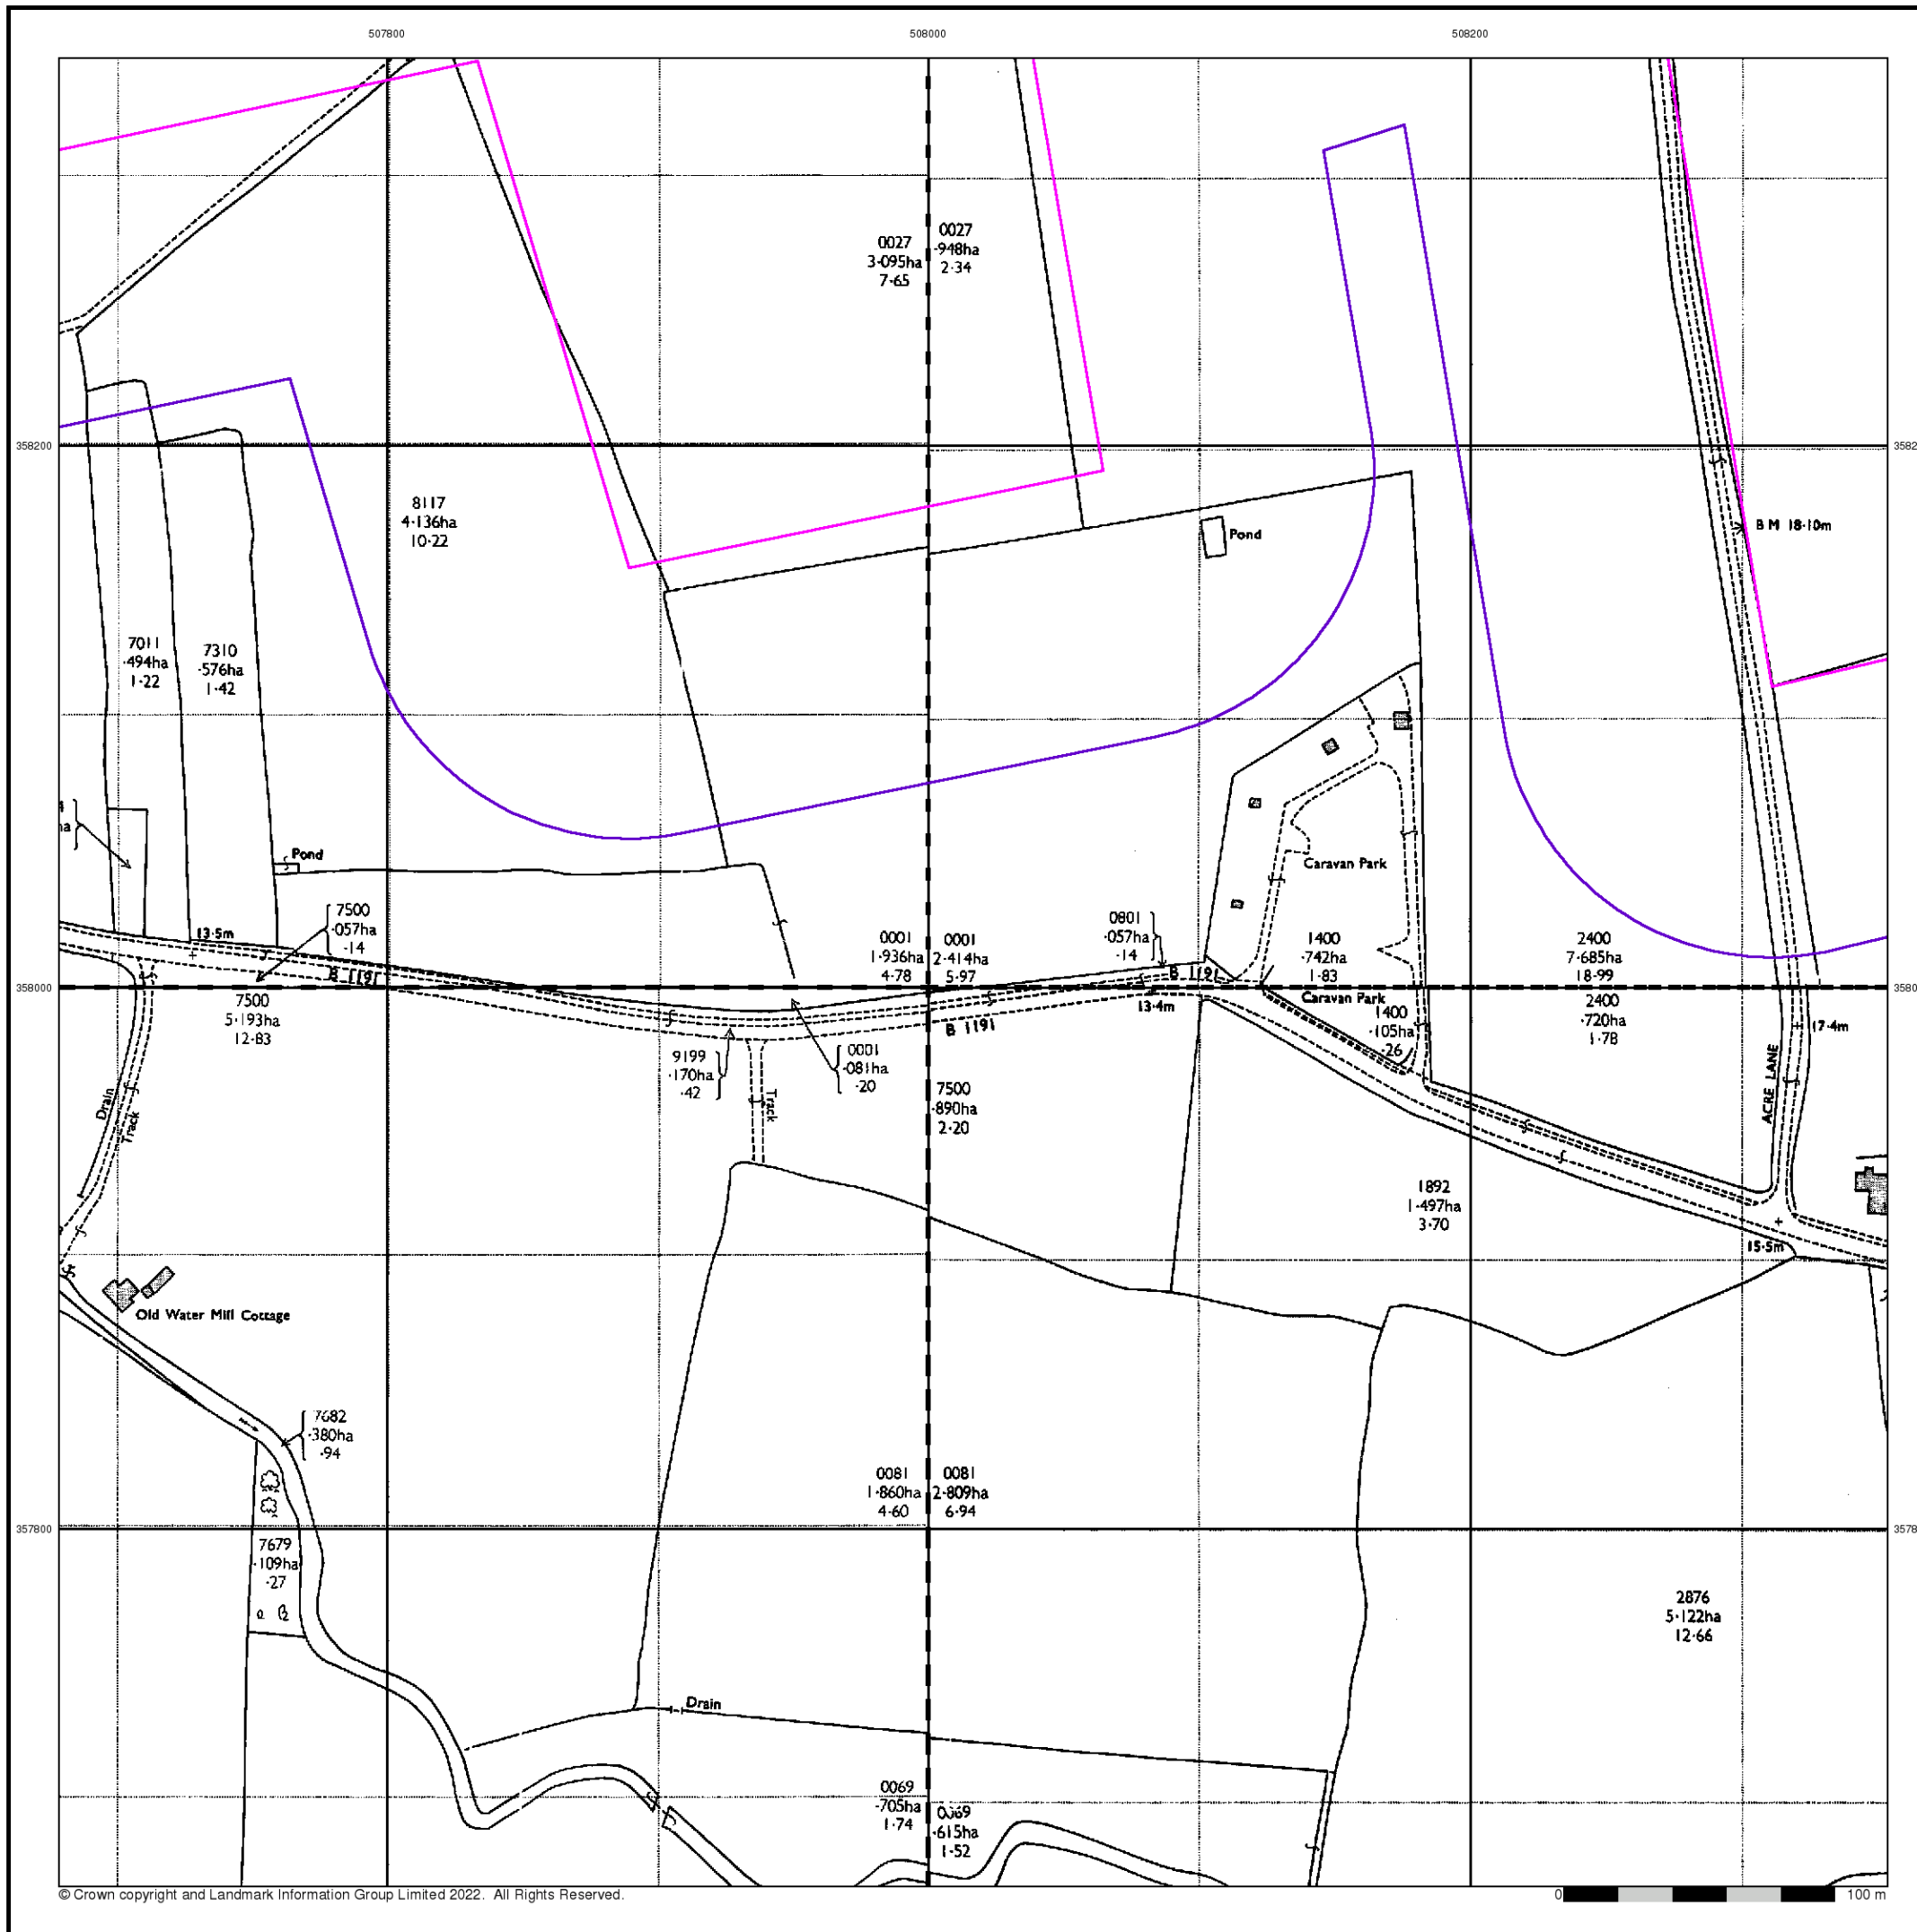 507800
508000
508200
0027
3·095ha
7·65
0027
·948ha
2·34
358200
3582
8117
4·136ha
10·22
Pond
B M 18·10m
7011
·494ha
1·22
7310
·576ha
1·42
Pond
ha
Caravan Park
13·5m
7500
·057ha
·14
B 1191
0001
1·936ha
4·78
0001
2·414ha
5·97
0801
·057ha
·14
B 1191
1400
·742ha
1·83
2400
7·685ha
18·99
358000
3580
7500
5·193ha
12·83
13·4m
Caravan Park
1400
·105ha
·26
2400
·720ha
1·78
17·4m
B 1191
9199
·170ha
·42
0001
·081ha
·20
Track
7500
·890ha
2·20
ACRE LANE
Drain
Track
1892
1·497ha
3·70
15·5m
Old Water Mill Cottage
7682
·380ha
·94
0081
1·860ha
4·60
0081
2·809ha
6·94
357800
3578
7679
·109ha
·27
2876
5·122ha
12·66
Drain
0069
·705ha
1·74
0069
·615ha
1·52
© Crown copyright and Landmark Information Group Limited 2022. All Rights Reserved.
0 100 m